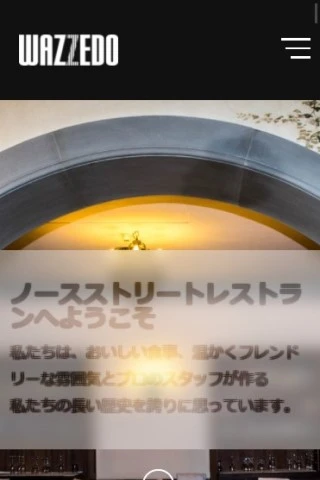 WAZZEDO
ノースストリートレストラ
ンへようこそ
私たちは、おいしい食事、温かくフレンド
リーな雰囲気とプロのスタッフが作る
私たちの長い歴史を誇りに思っています。